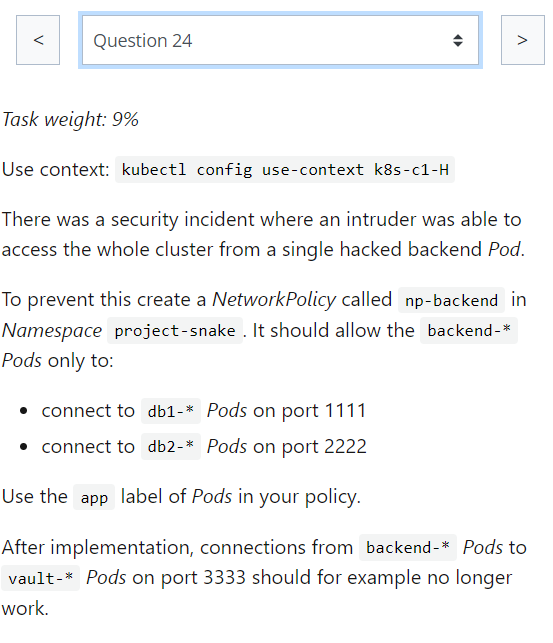 <
Question 24
>
Task weight: 9%
Use context: kubectl config use-context k8s-c1-H
There was a security incident where an intruder was able to
access the whole cluster from a single hacked backend Pod.
To prevent this create a NetworkPolicy called np-backend in
Namespace project-snake . It should allow the backend-*
Pods only to:
• connect to db1-* Pods on port 1111
• connect to db2-* Pods on port 2222
Use the app label of Pods in your policy.
After implementation, connections from backend-* Pods to
vault-* Pods on port 3333 should for example no longer
work.